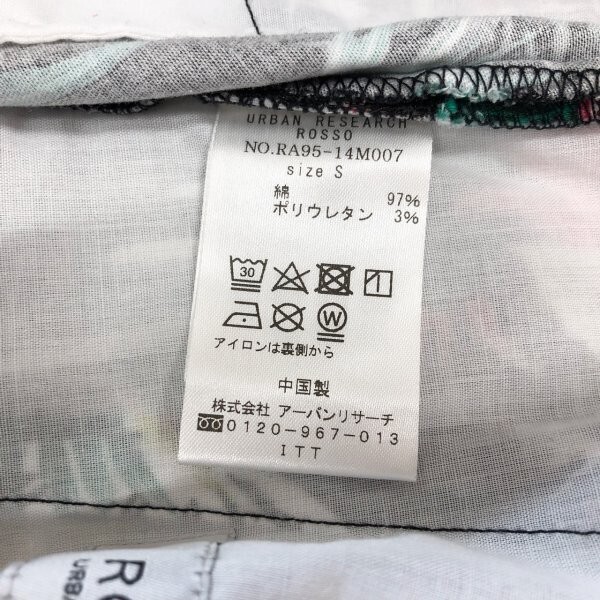 URBAN RESEARCH
ROSSO
NO.RA95-14M007
size S
綿 97%
ポリウレタン 3%
30
W
アイロンは裏側から
中国製
株式会社 アーバンリサーチ
0120-967-013
ITT
RO
URBA